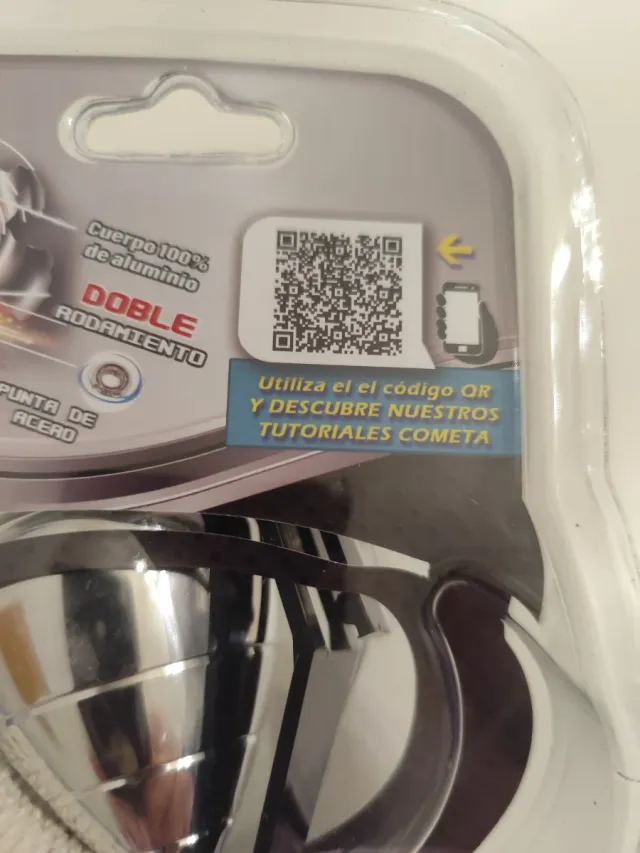 Cuerpo 100%
de aluminio
DOBLE
RODAMIENTO
PUNTA DE
ACERO
Utiliza el el código QR
Y DESCUBRE NUESTROS
TUTORIALES COMETA